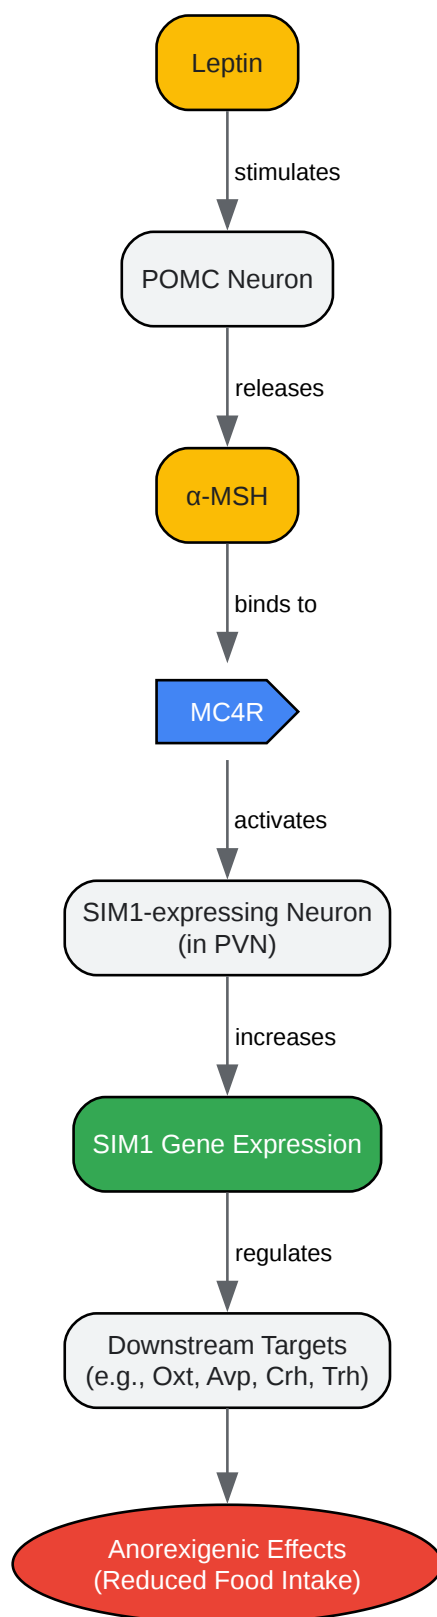 Leptin
stimulates
POMC Neuron
releases
α-MSH
binds to
MC4R
activates
SIM1-expressing Neuron
(in PVN)
increases
SIM1 Gene Expression
regulates
Downstream Targets
(e.g., Oxt, Avp, Crh, Trh)
Anorexigenic Effects
(Reduced Food Intake)